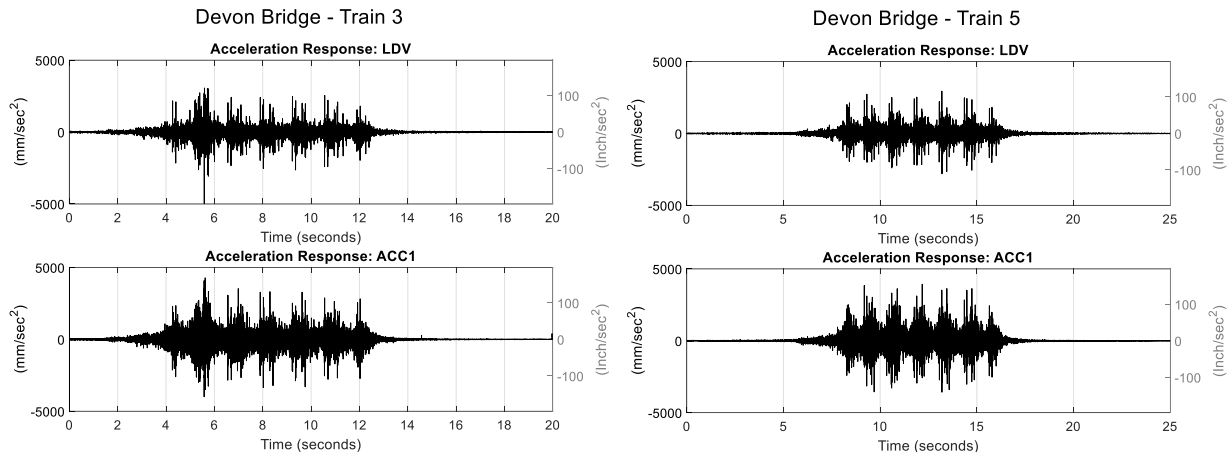 Devon Bridge - Train 3
Acceleration Response: LDV
5000
0
-5000
(mm/sec2)
100
0
-100
(Inch/sec2)
0 2 4 6 8 10 12 14 16 18 20
Time (seconds)
Acceleration Response: ACC1
5000
0
-5000
(mm/sec2)
100
0
-100
(Inch/sec2)
0 2 4 6 8 10 12 14 16 18 20
Time (seconds)
Devon Bridge - Train 5
Acceleration Response: LDV
5000
0
-5000
(mm/sec2)
100
0
-100
(Inch/sec2)
0 5 10 15 20 25
Time (seconds)
Acceleration Response: ACC1
5000
0
-5000
(mm/sec2)
100
0
-100
(Inch/sec2)
0 5 10 15 20 25
Time (seconds)